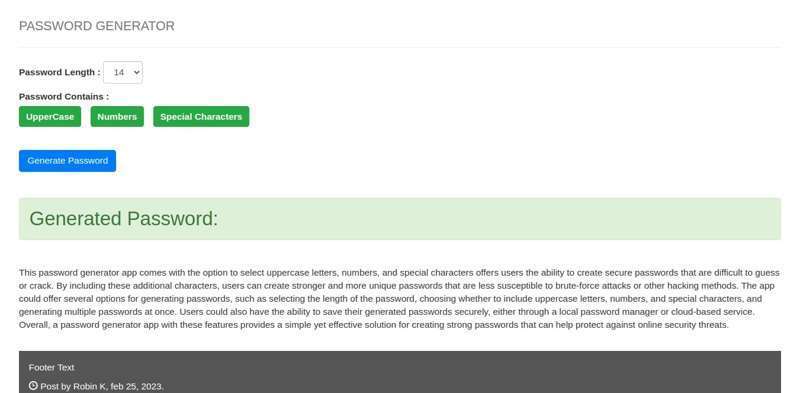 PASSWORD GENERATOR
Password Length : 14
Password Contains :
UpperCase Numbers Special Characters
Generate Password
Generated Password:
This password generator app comes with the option to select uppercase letters, numbers, and special characters offers users the ability to create secure passwords that are difficult to guess
or crack. By including these additional characters, users can create stronger and more unique passwords that are less susceptible to brute-force attacks or other hacking methods. The app
could offer several options for generating passwords, such as selecting the length of the password, choosing whether to include uppercase letters, numbers, and special characters, and
generating multiple passwords at once. Users could also have the ability to save their generated passwords securely, either through a local password manager or cloud-based service.
Overall, a password generator app with these features provides a simple yet effective solution for creating strong passwords that can help protect against online security threats.
Footer Text
Post by Robin K, feb 25, 2023.